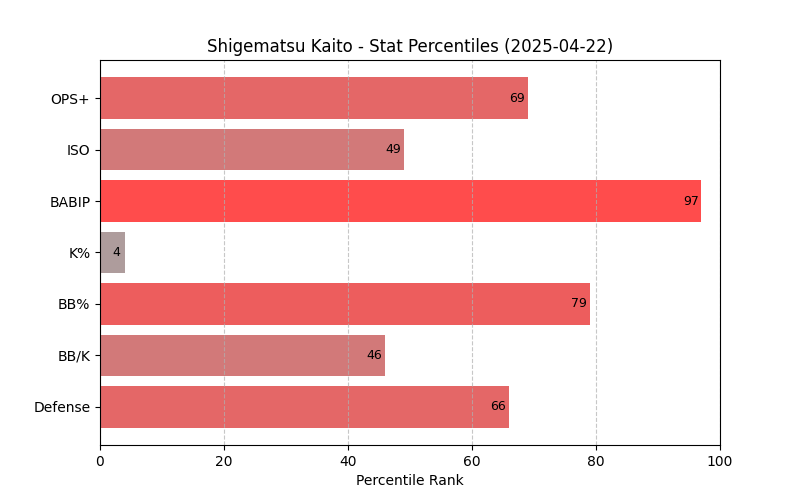 Shigematsu Kaito - Stat Percentiles (2025-04-22)
OPS+ 69
ISO 49
BABIP 97
K% 4
BB% 79
BB/K 46
Defense 66
0 20 40 60 80 100
Percentile Rank